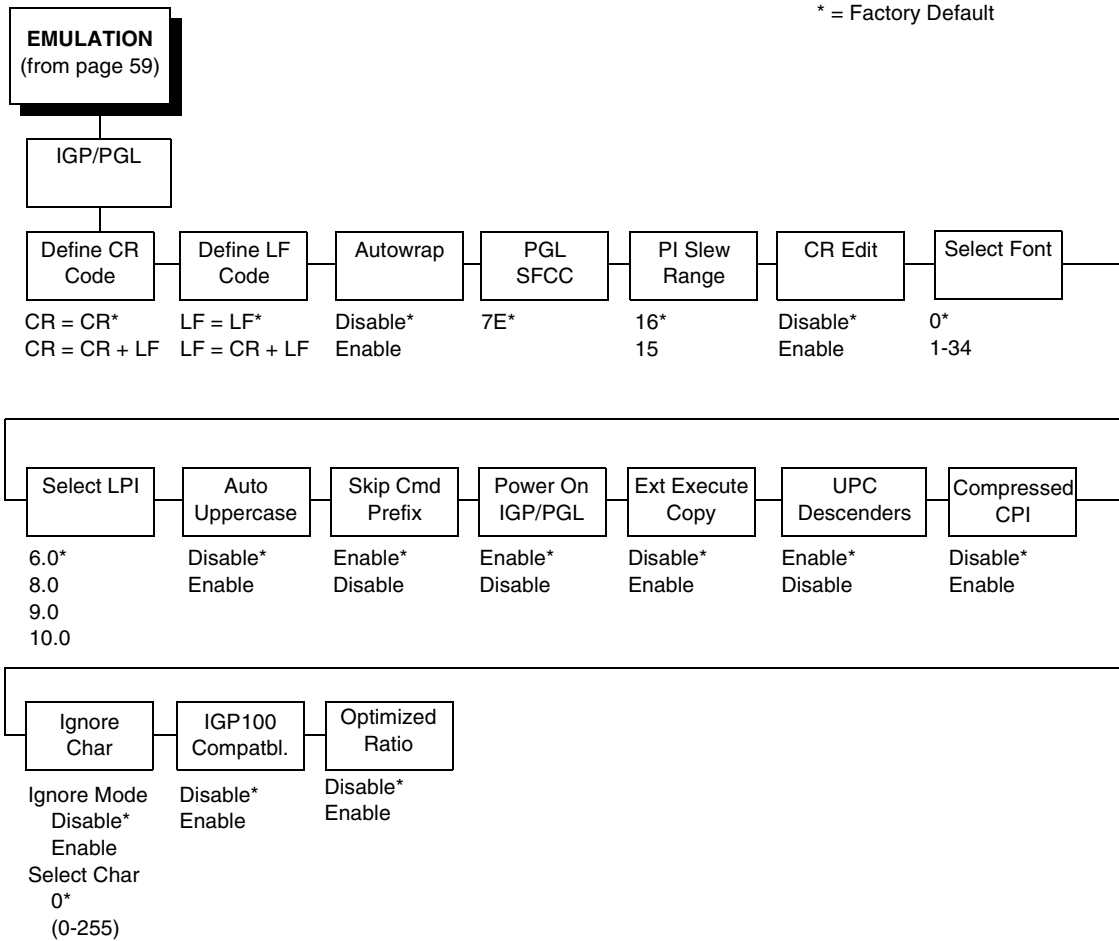 * = Factory Default
EMULATION
(from page 59)
IGP/PGL
Define CR
Code
CR = CR*
CR = CR + LF
Define LF
Code
LF = LF*
LF = CR + LF
Autowrap
Disable*
Enable
PGL
SFCC
7E*
PI Slew
Range
16*
15
CR Edit
Disable*
Enable
Select Font
0*
1-34
Select LPI
6.0*
8.0
9.0
10.0
Auto
Uppercase
Disable*
Enable
Skip Cmd
Prefix
Enable*
Disable
Power On
IGP/PGL
Enable*
Disable
Ext Execute
Copy
Disable*
Enable
UPC
Descenders
Enable*
Disable
Compressed
CPI
Disable*
Enable
Ignore
Char
Ignore Mode
Disable*
Enable
Select Char
0*
(0-255)
IGP100
Compatbl.
Disable*
Enable
Optimized
Ratio
Disable*
Enable